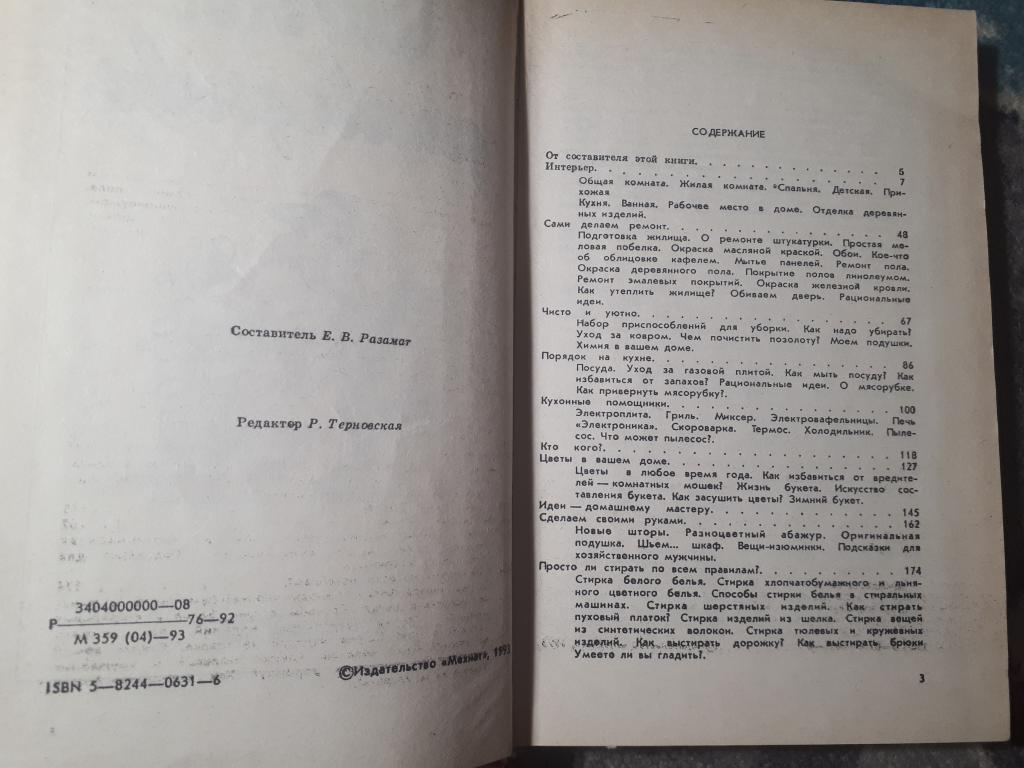 Составитель Е. В. Разамат
Редактор Р. Терновская
3404000000—08
Р————76—92
М 359 (04)—93
ISBN 5—8244—0631—6
©Издательство «Мехнат», 1993
СОДЕРЖАНИЕ
От составителя этой книги. . . . . . . . . . . . . 5
Интерьер. . . . . . . . . . . . . . . . . . . 7
Общая комната. Жилая комната. Спальня. Детская. При-
хожая
Кухня. Ванная. Рабочее место в доме. Отделка деревян-
ных изделий.
Сами делаем ремонт. . . . . . . . . . . . . . 48
Подготовка жилища. О ремонте штукатурки. Простая ме-
ловая побелка. Окраска масляной краской. Обои. Кое-что
об облицовке кафелем. Мытье панелей. Ремонт пола.
Окраска деревянного пола. Покрытие полов линолеумом.
Ремонт эмалевых покрытий. Окраска железной кровли.
Как утеплить жилище? Обиваем дверь. Рациональные
идеи.
Чисто и уютно. . . . . . . . . . . . . . . . 67
Набор приспособлений для уборки. Как надо убирать?
Уход за ковром. Чем почистить позолоту? Моем подушки.
Химия в вашем доме.
Порядок на кухне. . . . . . . . . . . . . . . 86
Посуда. Уход за газовой плитой. Как мыть посуду? Как
избавиться от запахов? Рациональные идеи. О мясорубке.
Как привернуть мясорубку?.
Кухонные помощники. . . . . . . . . . . . . . 100
Электроплита. Гриль. Миксер. Электровафельницы. Печь
«Электроника». Скороварка. Термос. Холодильник. Пыле-
сос. Что может пылесос?.
Кто кого?. . . . . . . . . . . . . . . . . . 118
Цветы в вашем доме. . . . . . . . . . . . . . 127
Цветы в любое время года. Как избавиться от вредите-
лей — комнатных мошек? Жизнь букета. Искусство сос-
тавления букета. Как засушить цветы? Зимний букет.
Идеи — домашнему мастеру. . . . . . . . . . . . 145
Сделаем своими руками. . . . . . . . . . . . . 162
Новые шторы. Разноцветный абажур. Оригинальная
подушка. Шьем... шкаф. Вещи-изюминки. Подсказки для
хозяйственного мужчины.
Просто ли стирать по всем правилам?. . . . . . . . . 174
Стирка белого белья. Стирка хлопчатобумажного и льня-
ного цветного белья. Способы стирки белья в стиральных
машинах. Стирка шерстяных изделий. Как стирать
пуховый платок? Стирка изделий из шелка. Стирка вещей
из синтетических волокон. Стирка тюлевых и кружевных
изделий. Как выстирать дорожку? Как выстирать брюки
Умеете ли вы гладить?.
3